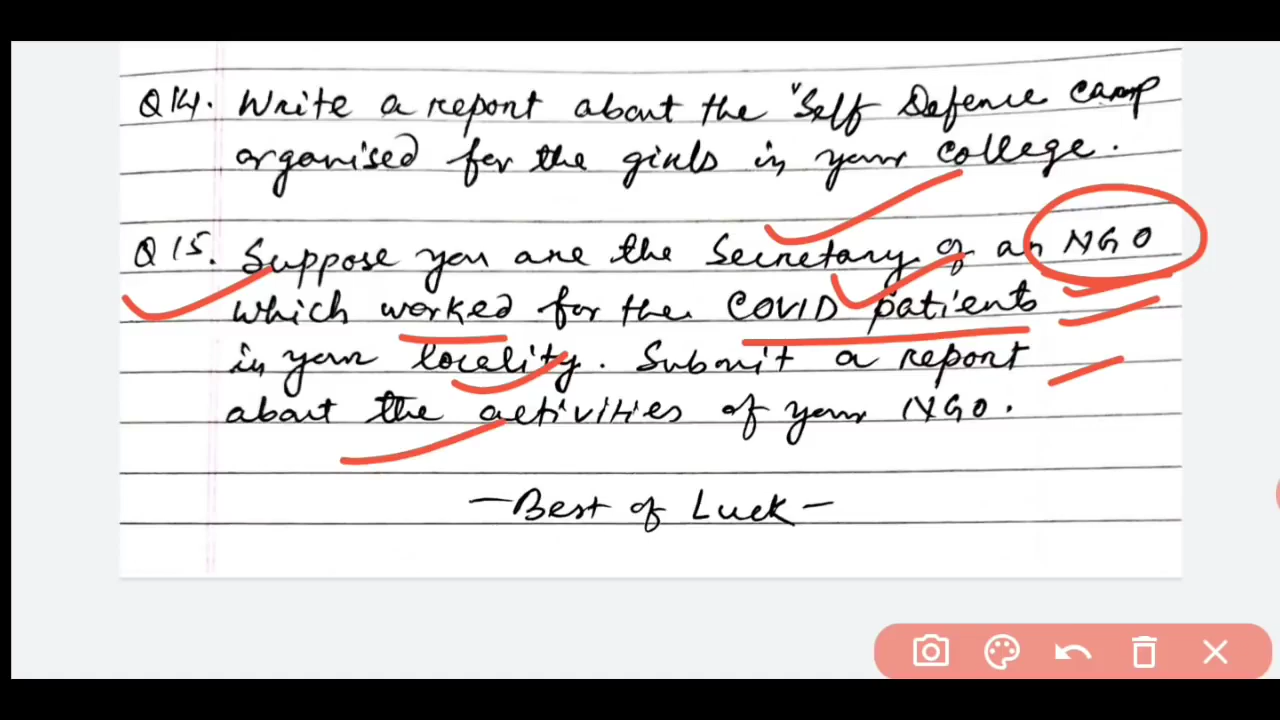 Q14. Write a report about the "Self Defence camp
organised for the girls in your college.
Q15. Suppose you are the Secretary of an NGO
which worked for the COVID patients
in your locality. Submit a report
about the activities of your NGO.
-Best of Luck-